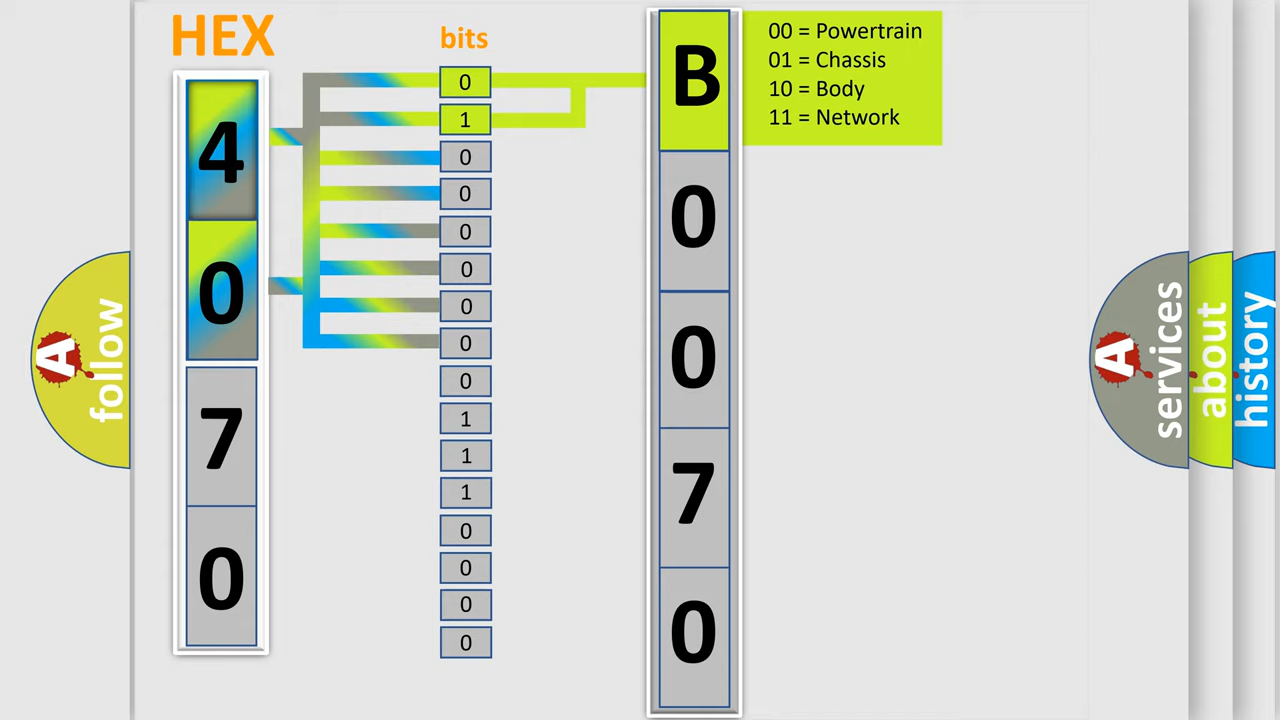 HEX
bits
4
0
7
0
0
1
0
0
0
0
0
0
0
1
1
1
0
0
0
0
B
0
0
7
0
00 = Powertrain
01 = Chassis
10 = Body
11 = Network
A
follow
A
services
about
history